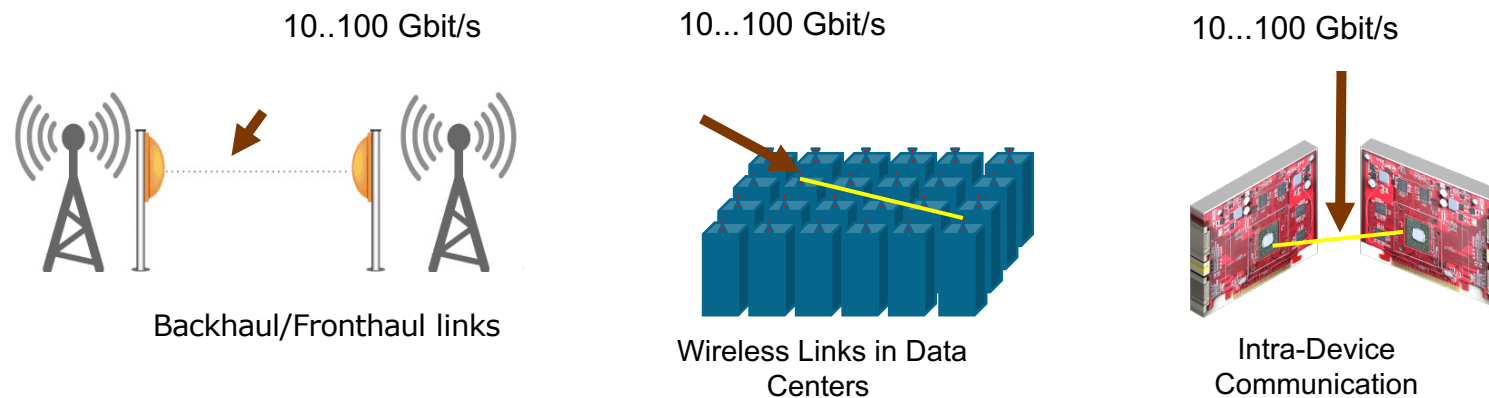 10..100 Gbit/s
10...100 Gbit/s
10...100 Gbit/s
Backhaul/Fronthaul links
Wireless Links in Data
Centers
Intra-Device
Communication